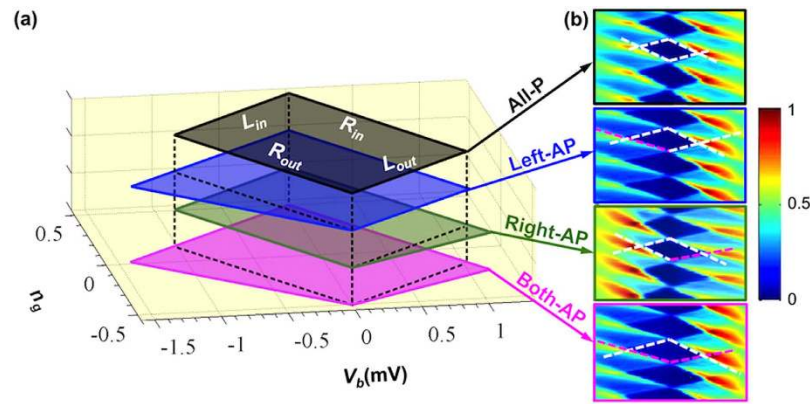 (a)
(b)
L_in
R_in
R_out
L_out
All-P
Left-AP
Right-AP
Both-AP
0.5
0
-0.5
n_g
-1.5
-1
-0.5
0
0.5
1
V_b(mV)
1
0.5
0